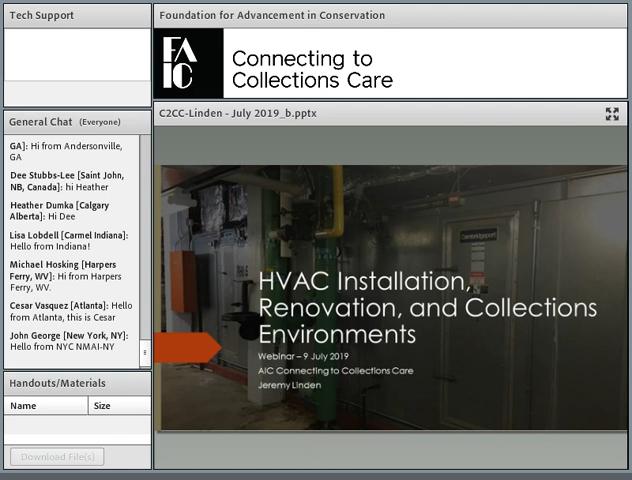 Tech Support
Foundation for Advancement in Conservation
FA
IC
Connecting to
Collections Care
General Chat (Everyone)
GA]: Hi from Andersonville,
GA
Dee Stubbs-Lee [Saint John,
NB, Canada]: hi Heather
Heather Dumka [Calgary
Alberta]: Hi Dee
Lisa Lobdell [Carmel Indiana]:
Hello from Indiana!
Michael Hosking [Harpers
Ferry, WV]: Hi from Harpers
Ferry, WV.
Cesar Vasquez [Atlanta]: Hello
from Atlanta, this is Cesar
John George [New York, NY]:
Hello from NYC NMAI-NY
Handouts/Materials
Name Size
Download File(s)
C2CC-Linden - July 2019_b.pptx
HVAC Installation,
Renovation, and Collections
Environments
Webinar – 9 July 2019
AIC Connecting to Collections Care
Jeremy Linden